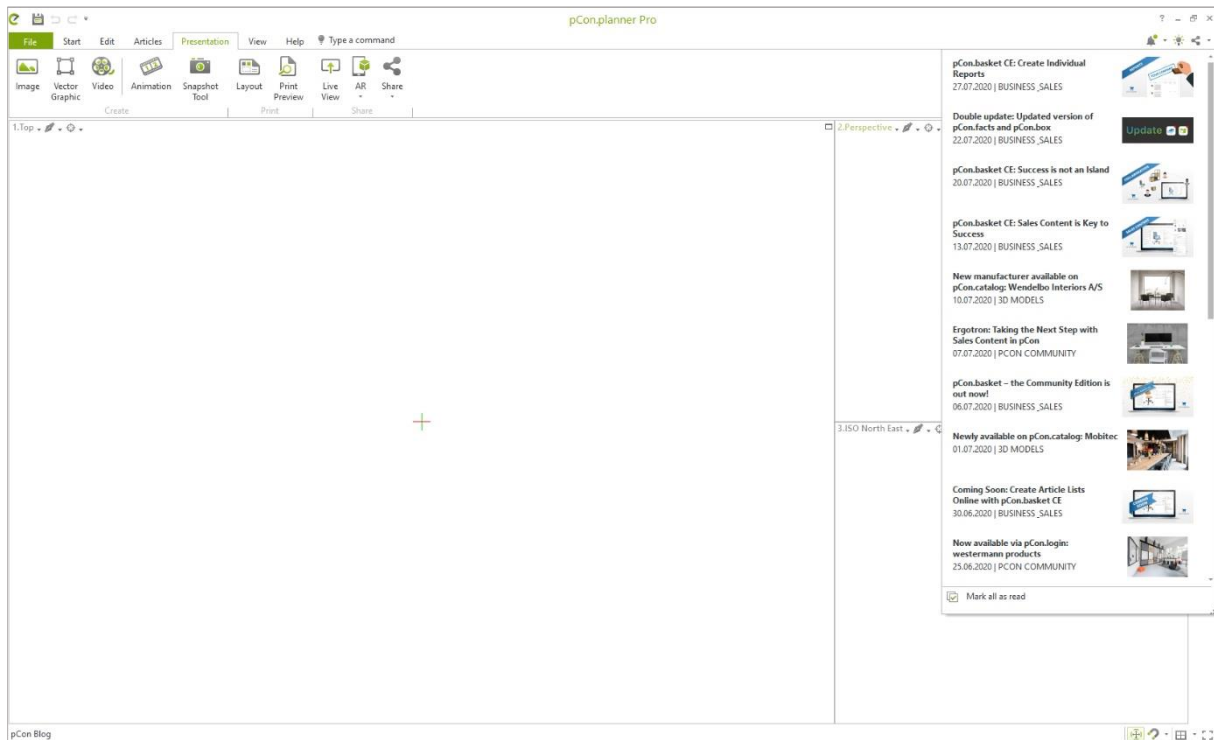 pCon.planner Pro
?
File Start Edit Articles Presentation View Help Type a command
Image Vector Graphic Video Animation Snapshot Tool Layout Print Preview Live View AR Share
Create Print Share
1.Top
2.Perspective
3.ISO North East
pCon.basket CE: Create Individual
Reports
27.07.2020 | BUSINESS_SALES
Double update: Updated version of
pCon.facts and pCon.box
22.07.2020 | BUSINESS_SALES
Update
pCon.basket CE: Success is not an Island
20.07.2020 | BUSINESS_SALES
pCon.basket CE: Sales Content is Key to
Success
13.07.2020 | BUSINESS_SALES
New manufacturer available on
pCon.catalog: Wendelbo Interiors A/S
10.07.2020 | 3D MODELS
Ergotron: Taking the Next Step with
Sales Content in pCon
07.07.2020 | PCON COMMUNITY
pCon.basket – the Community Edition is
out now!
06.07.2020 | BUSINESS_SALES
Newly available on pCon.catalog: Mobitec
01.07.2020 | 3D MODELS
Coming Soon: Create Article Lists
Online with pCon.basket CE
30.06.2020 | BUSINESS_SALES
Now available via pCon.login:
westermann products
25.06.2020 | PCON COMMUNITY
Mark all as read
pCon Blog